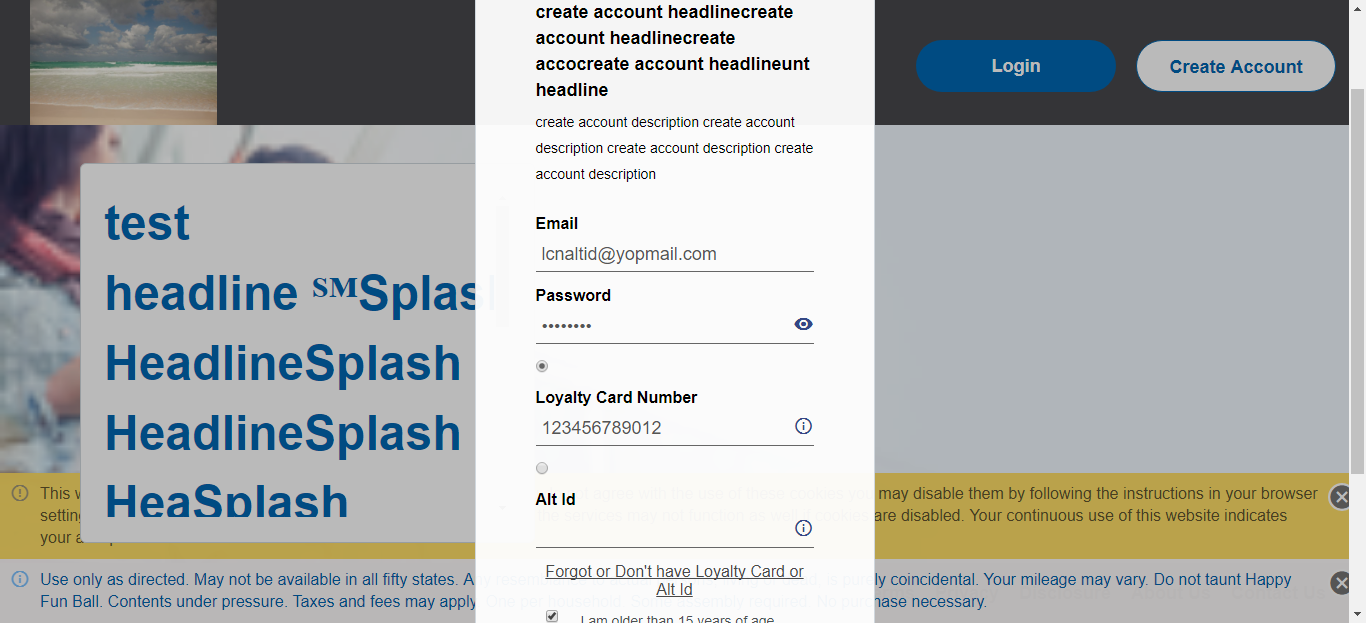 create account headlinecreate
account headlinecreate
accocreate account headlineunt
headline
create account description create account
description create account description create
account description
Login
Create Account
test
headline ℠Splas
HeadlineSplash
HeadlineSplash
HeaSplash
Email
lcnaltid@yopmail.com
Password
••••••••
Loyalty Card Number
123456789012
Alt Id
Forgot or Don't have Loyalty Card or
Alt Id
I am older than 15 years of age
This agree with the use of these cookies you may disable them by following the instructions in your browser
setting the services may not function as well if cookies are disabled. Your continuous use of this website indicates
your
Use only as directed. May not be available in all fifty states. Any is purely coincidental. Your mileage may vary. Do not taunt Happy
Fun Ball. Contents under pressure. Taxes and fees may apply. One per household. Some assembly required. No purchase necessary.